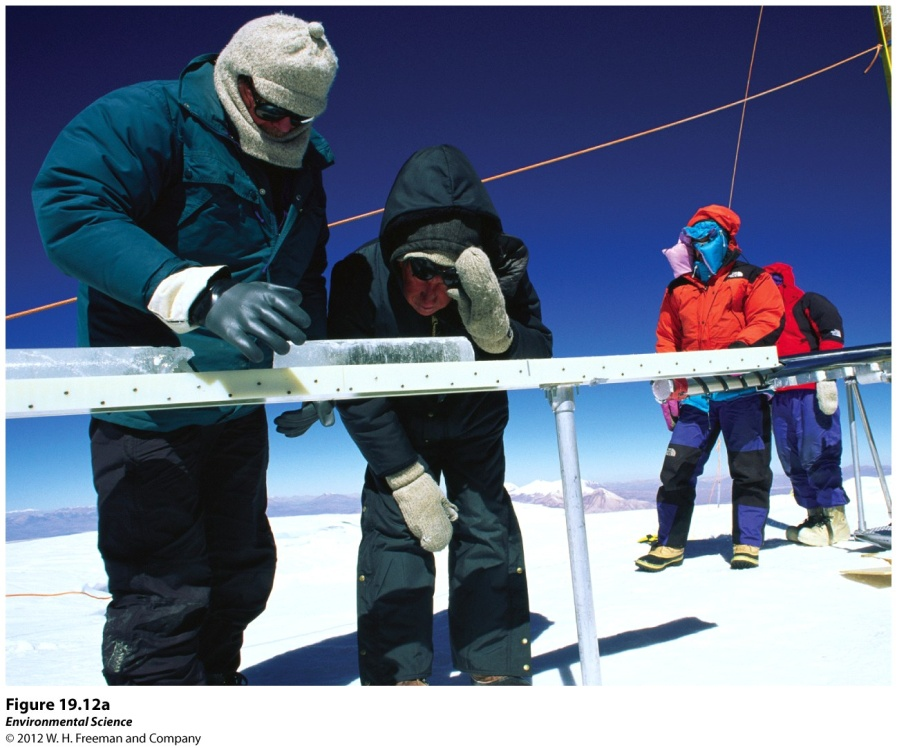 Figure 19.12a
Environmental Science
© 2012 W. H. Freeman and Company